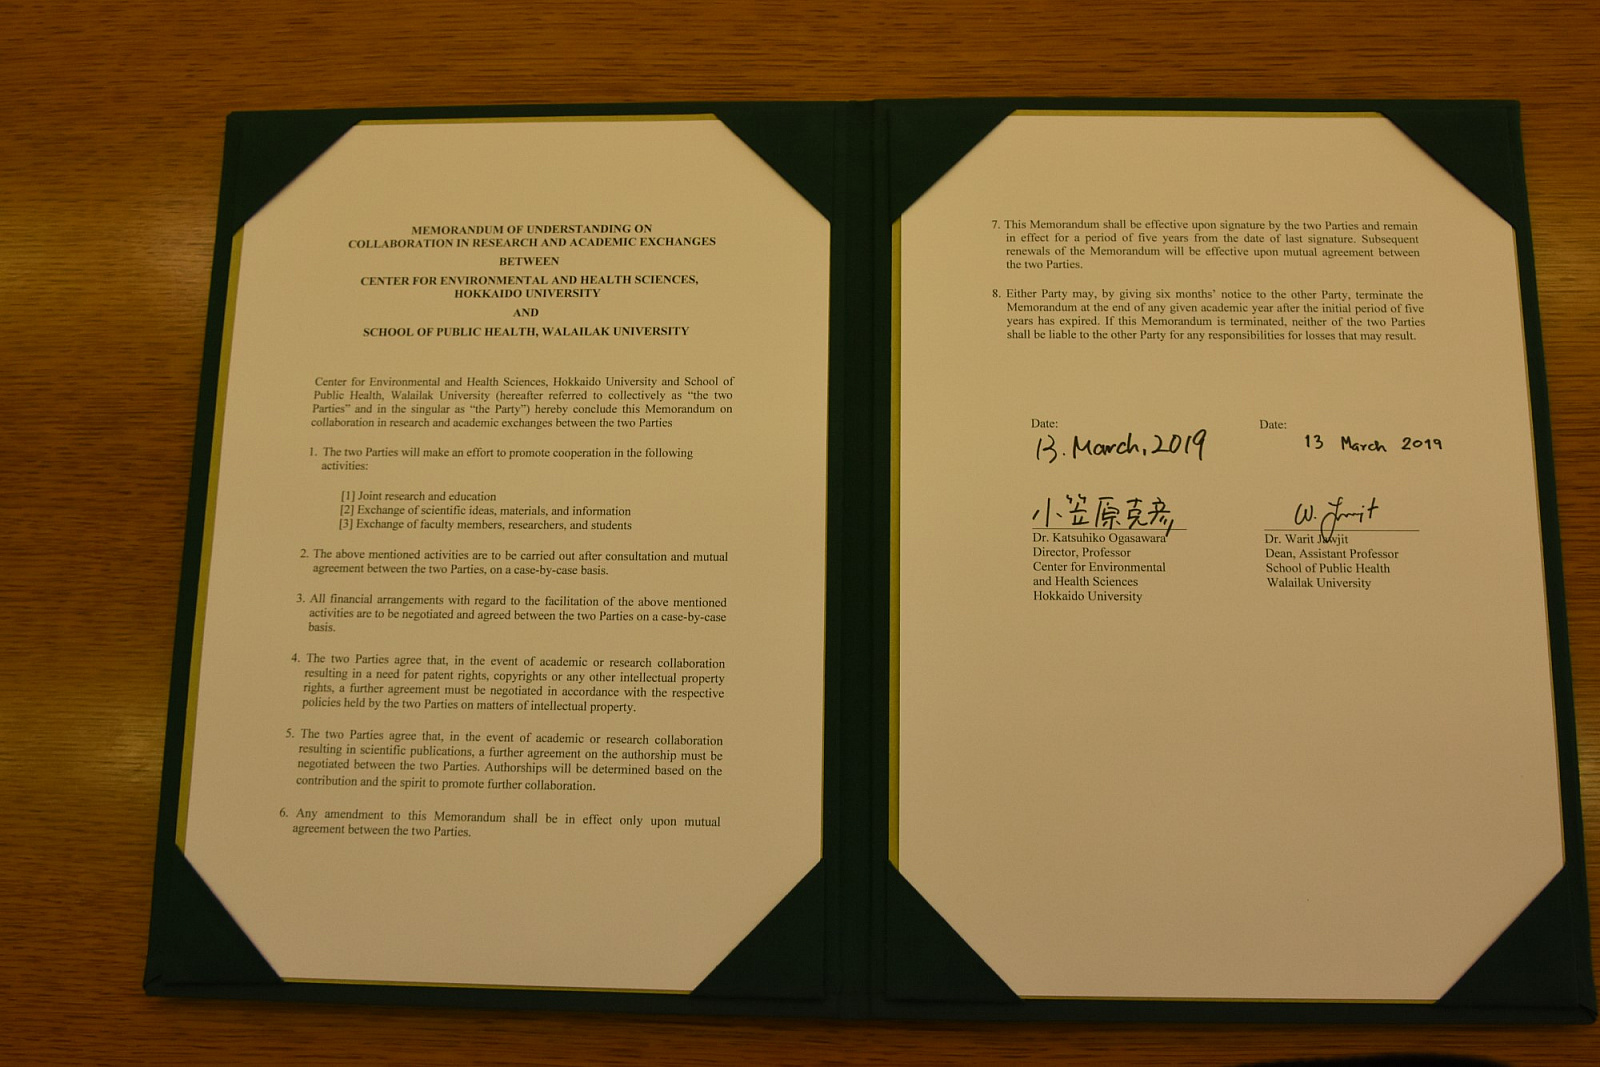 MEMORANDUM OF UNDERSTANDING ON
COLLABORATION IN RESEARCH AND ACADEMIC EXCHANGES
BETWEEN
CENTER FOR ENVIRONMENTAL AND HEALTH SCIENCES,
HOKKAIDO UNIVERSITY
AND
SCHOOL OF PUBLIC HEALTH, WALAILAK UNIVERSITY
Center for Environmental and Health Sciences, Hokkaido University and School of
Public Health, Walailak University (hereafter referred to collectively as “the two
Parties” and in the singular as “the Party”) hereby conclude this Memorandum on
collaboration in research and academic exchanges between the two Parties
1. The two Parties will make an effort to promote cooperation in the following
activities:
[1] Joint research and education
[2] Exchange of scientific ideas, materials, and information
[3] Exchange of faculty members, researchers, and students
2. The above mentioned activities are to be carried out after consultation and mutual
agreement between the two Parties, on a case-by-case basis.
3. All financial arrangements with regard to the facilitation of the above mentioned
activities are to be negotiated and agreed between the two Parties on a case-by-case
basis.
4. The two Parties agree that, in the event of academic or research collaboration
resulting in a need for patent rights, copyrights or any other intellectual property
rights, a further agreement must be negotiated in accordance with the respective
policies held by the two Parties on matters of intellectual property.
5. The two Parties agree that, in the event of academic or research collaboration
resulting in scientific publications, a further agreement on the authorship must be
negotiated between the two Parties. Authorships will be determined based on the
contribution and the spirit to promote further collaboration.
6. Any amendment to this Memorandum shall be in effect only upon mutual
agreement between the two Parties.
7. This Memorandum shall be effective upon signature by the two Parties and remain
in effect for a period of five years from the date of last signature. Subsequent
renewals of the Memorandum will be effective upon mutual agreement between
the two Parties.
8. Either Party may, by giving six months’ notice to the other Party, terminate the
Memorandum at the end of any given academic year after the initial period of five
years has expired. If this Memorandum is terminated, neither of the two Parties
shall be liable to the other Party for any responsibilities for losses that may result.
Date:
13. March, 2019
小笠原克彦
Dr. Katsuhiko Ogasawara
Director, Professor
Center for Environmental
and Health Sciences
Hokkaido University
Date:
13 March 2019
W. Jawjit
Dr. Warit Jawjit
Dean, Assistant Professor
School of Public Health
Walailak University